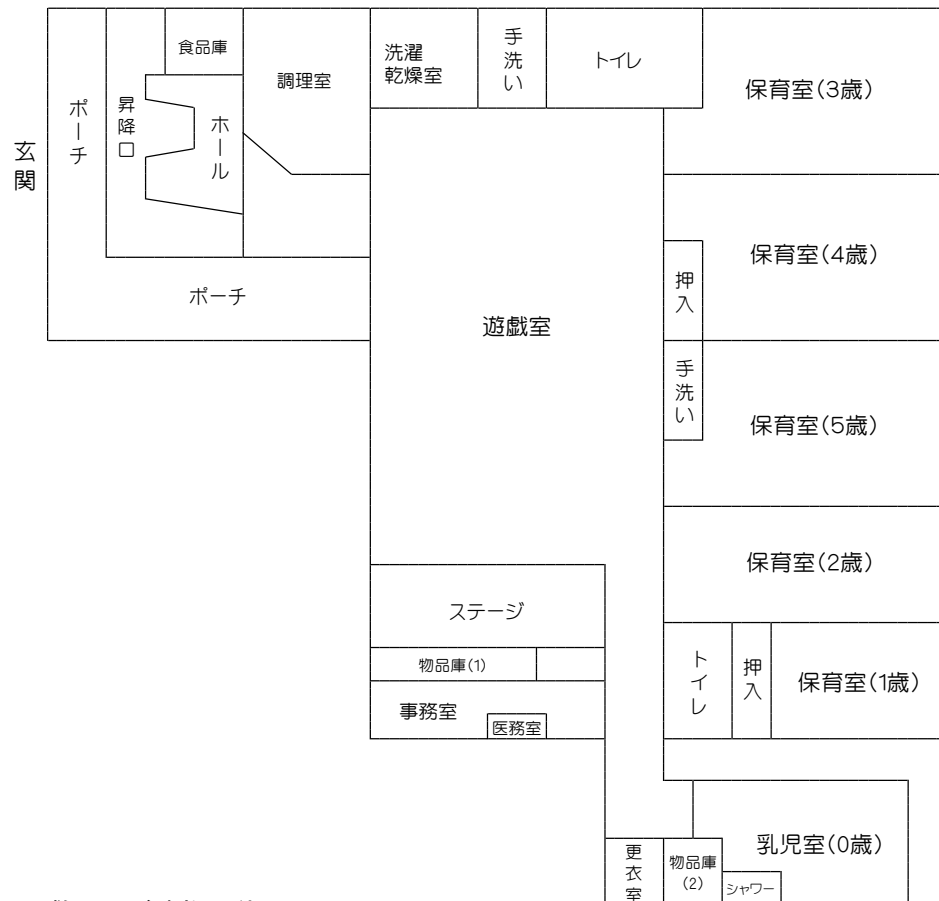 食品庫
洗濯
乾燥室
手洗い
トイレ
調理室
保育室(3歳)
ポーチ
昇降口
ホール
玄関
保育室(4歳)
押入
ポーチ
遊戯室
手洗い
保育室(5歳)
保育室(2歳)
ステージ
物品庫(1)
トイレ
押入
保育室(1歳)
事務室
医務室
乳児室(0歳)
更衣室
物品庫
(2)
シャワー